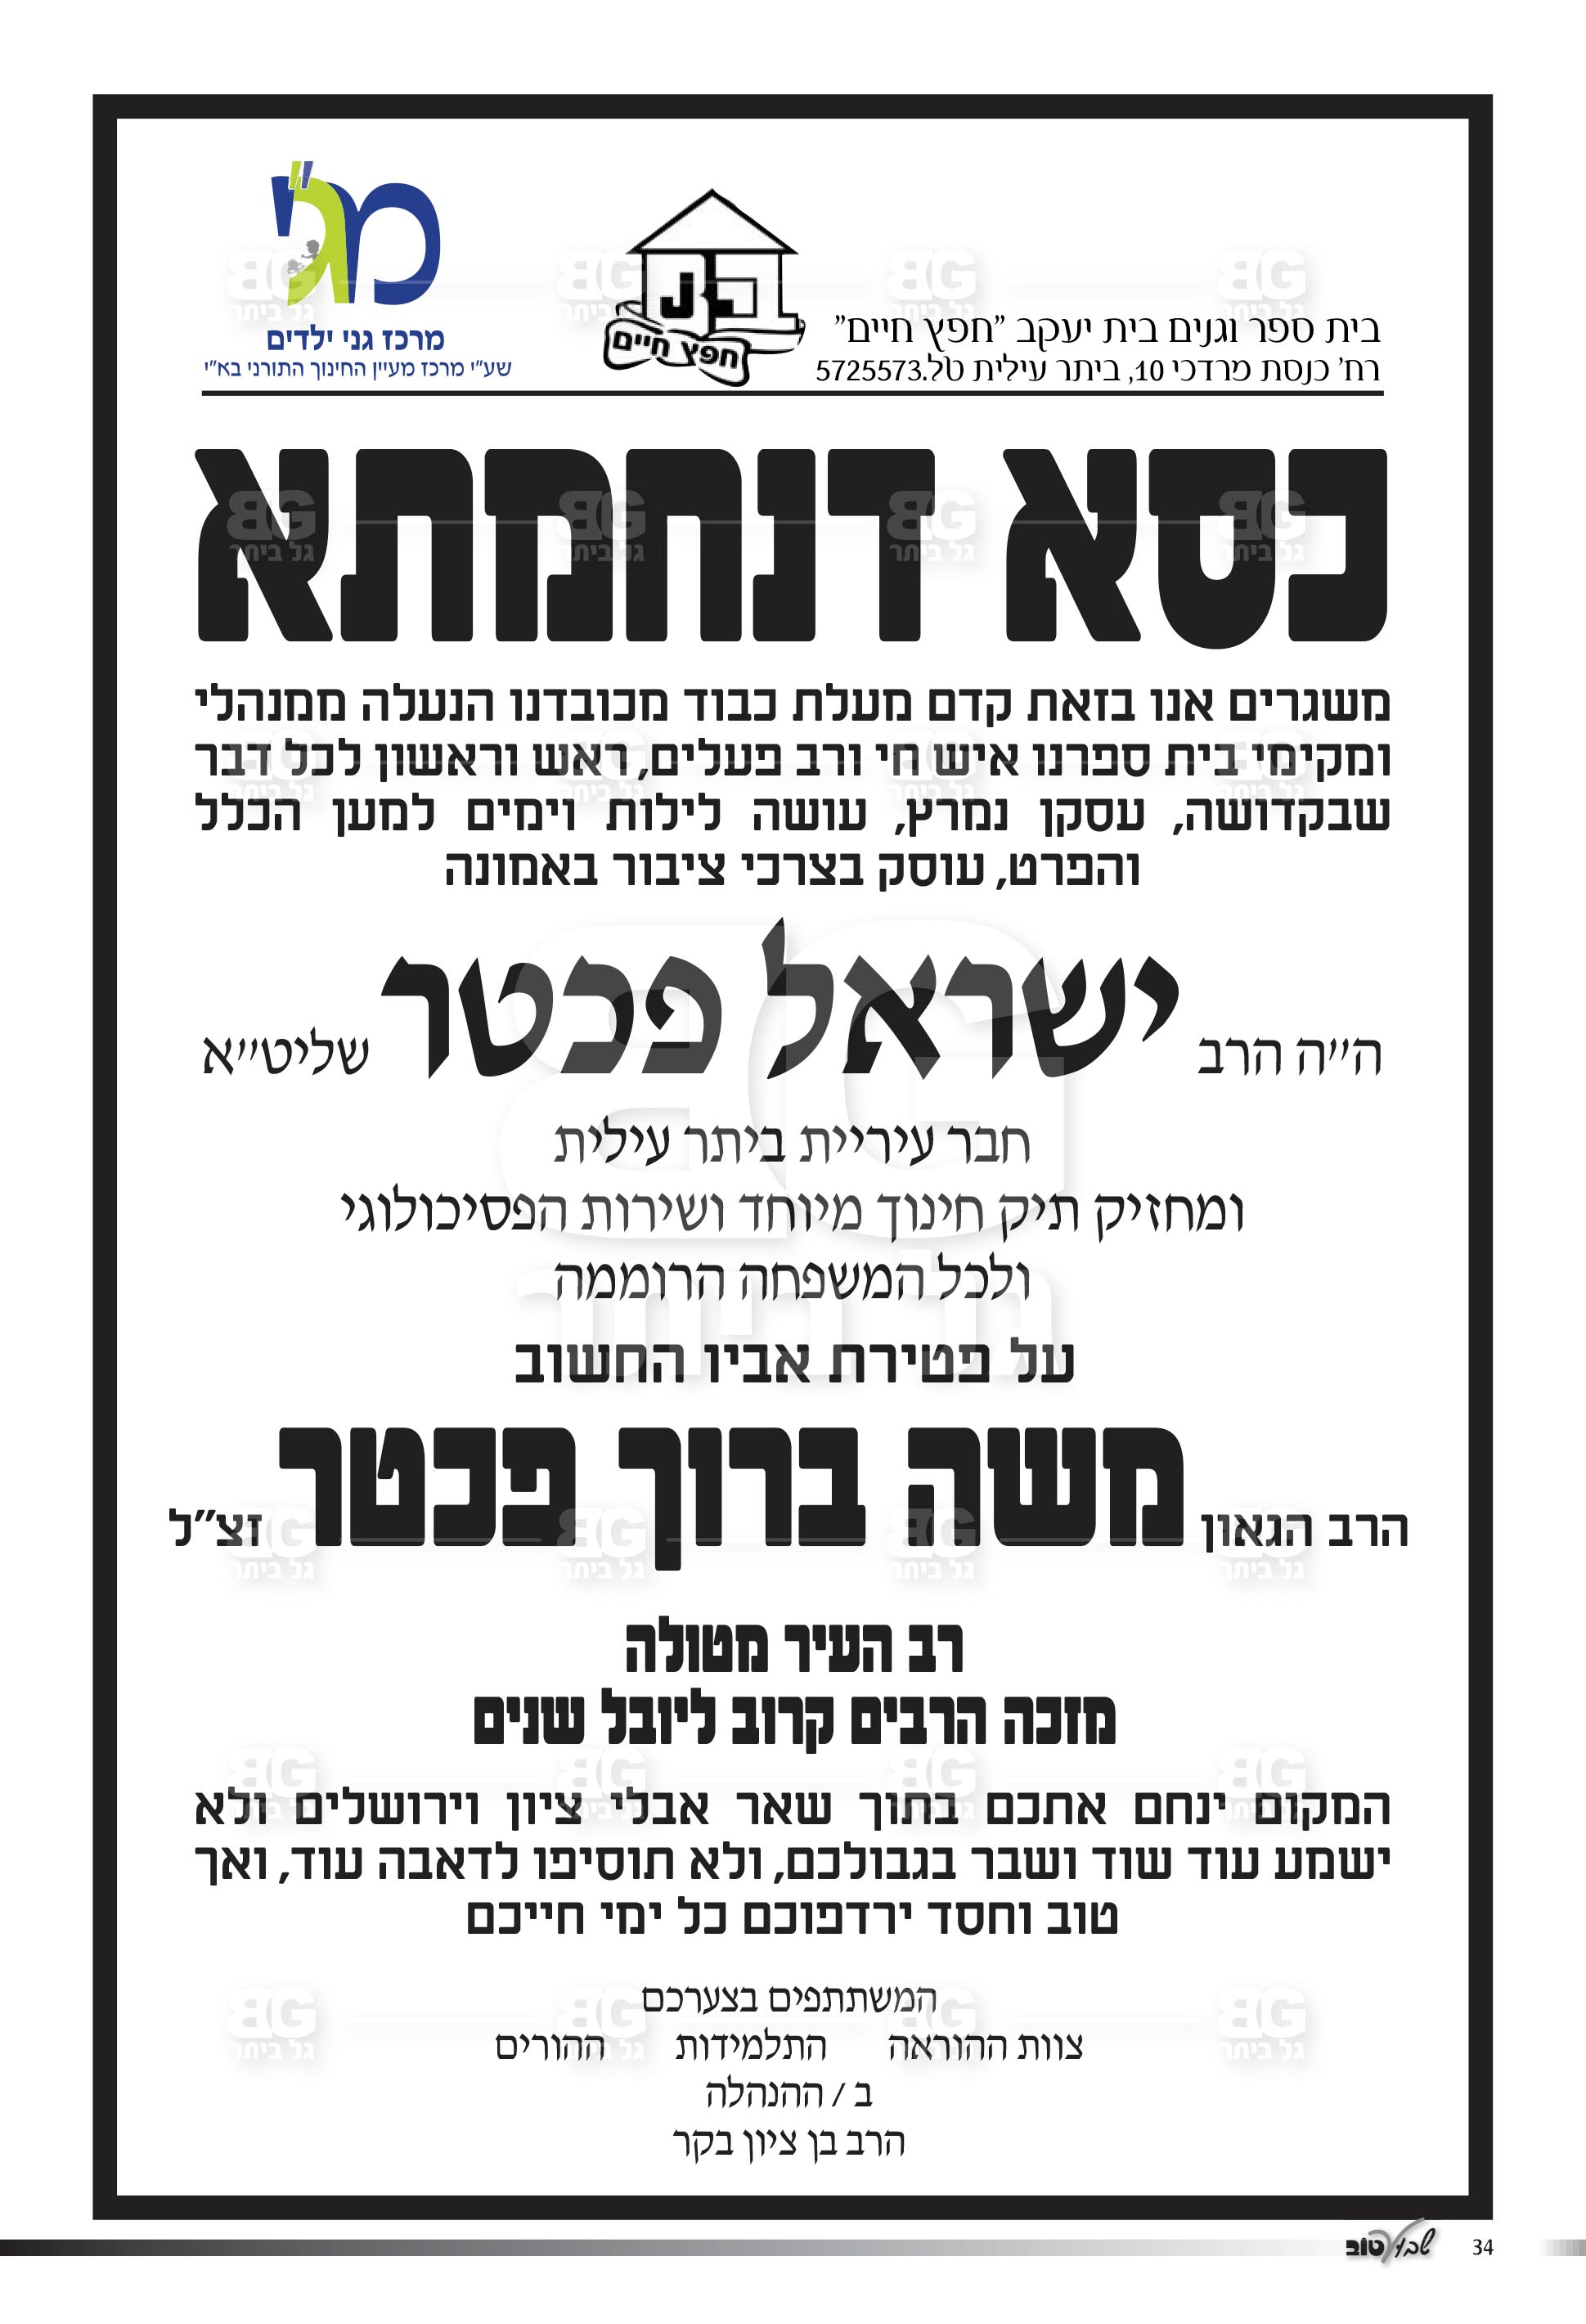 מג"י
מרכז גני ילדים
שע"י מרכז מעיין החינוך התורני בא"י
חפץ חיים
בית ספר וגנים בית יעקב "חפץ חיים"
רח' כנסת מרדכי 10, ביתר עילית טל.5725573
כסא דנחמתא
משגרים אנו בזאת קדם מעלת כבוד מכובדנו הנעלה ממנהלי
ומקימי בית ספרנו איש חי ורב פעלים, ראש וראשון לכל דבר
שבקדושה, עסקן נמרץ, עושה לילות וימים למען הכלל
והפרט, עוסק בצרכי ציבור באמונה
ה"ה הרב ישראל פכטר שליט"א
חבר עיריית ביתר עילית
ומחזיק תיק חינוך מיוחד ושירות הפסיכולוגי
ולכל המשפחה הרוממה
על פטירת אביו החשוב
הרב הגאון משה ברוך פכטר זצ"ל
רב העיר מטולה
מזכה הרבים קרוב ליובל שנים
המקום ינחם אתכם בתוך שאר אבלי ציון וירושלים ולא
ישמע עוד שוד ושבר בגבולכם, ולא תוסיפו לדאבה עוד, ואך
טוב וחסד ירדפוכם כל ימי חייכם
המשתתפים בצערכם
צוות ההוראה התלמידות ההורים
ב / ההנהלה
הרב בן ציון בקר
34 שבוע טוב
BG
גל ביתר